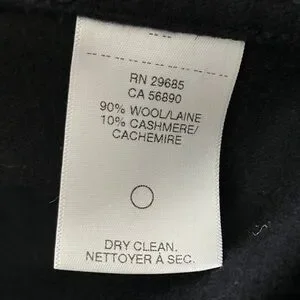 RN 29685
CA 56890
90% WOOL/LAINE
10% CASHMERE/
CACHEMIRE
DRY CLEAN.
NETTOYER À SEC.